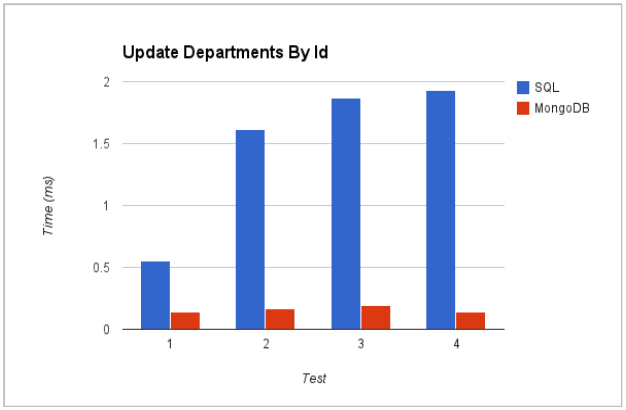 Update Departments By Id
2
1.5
1
0.5
0
Time (ms)
1 2 3 4
Test
SQL
MongoDB